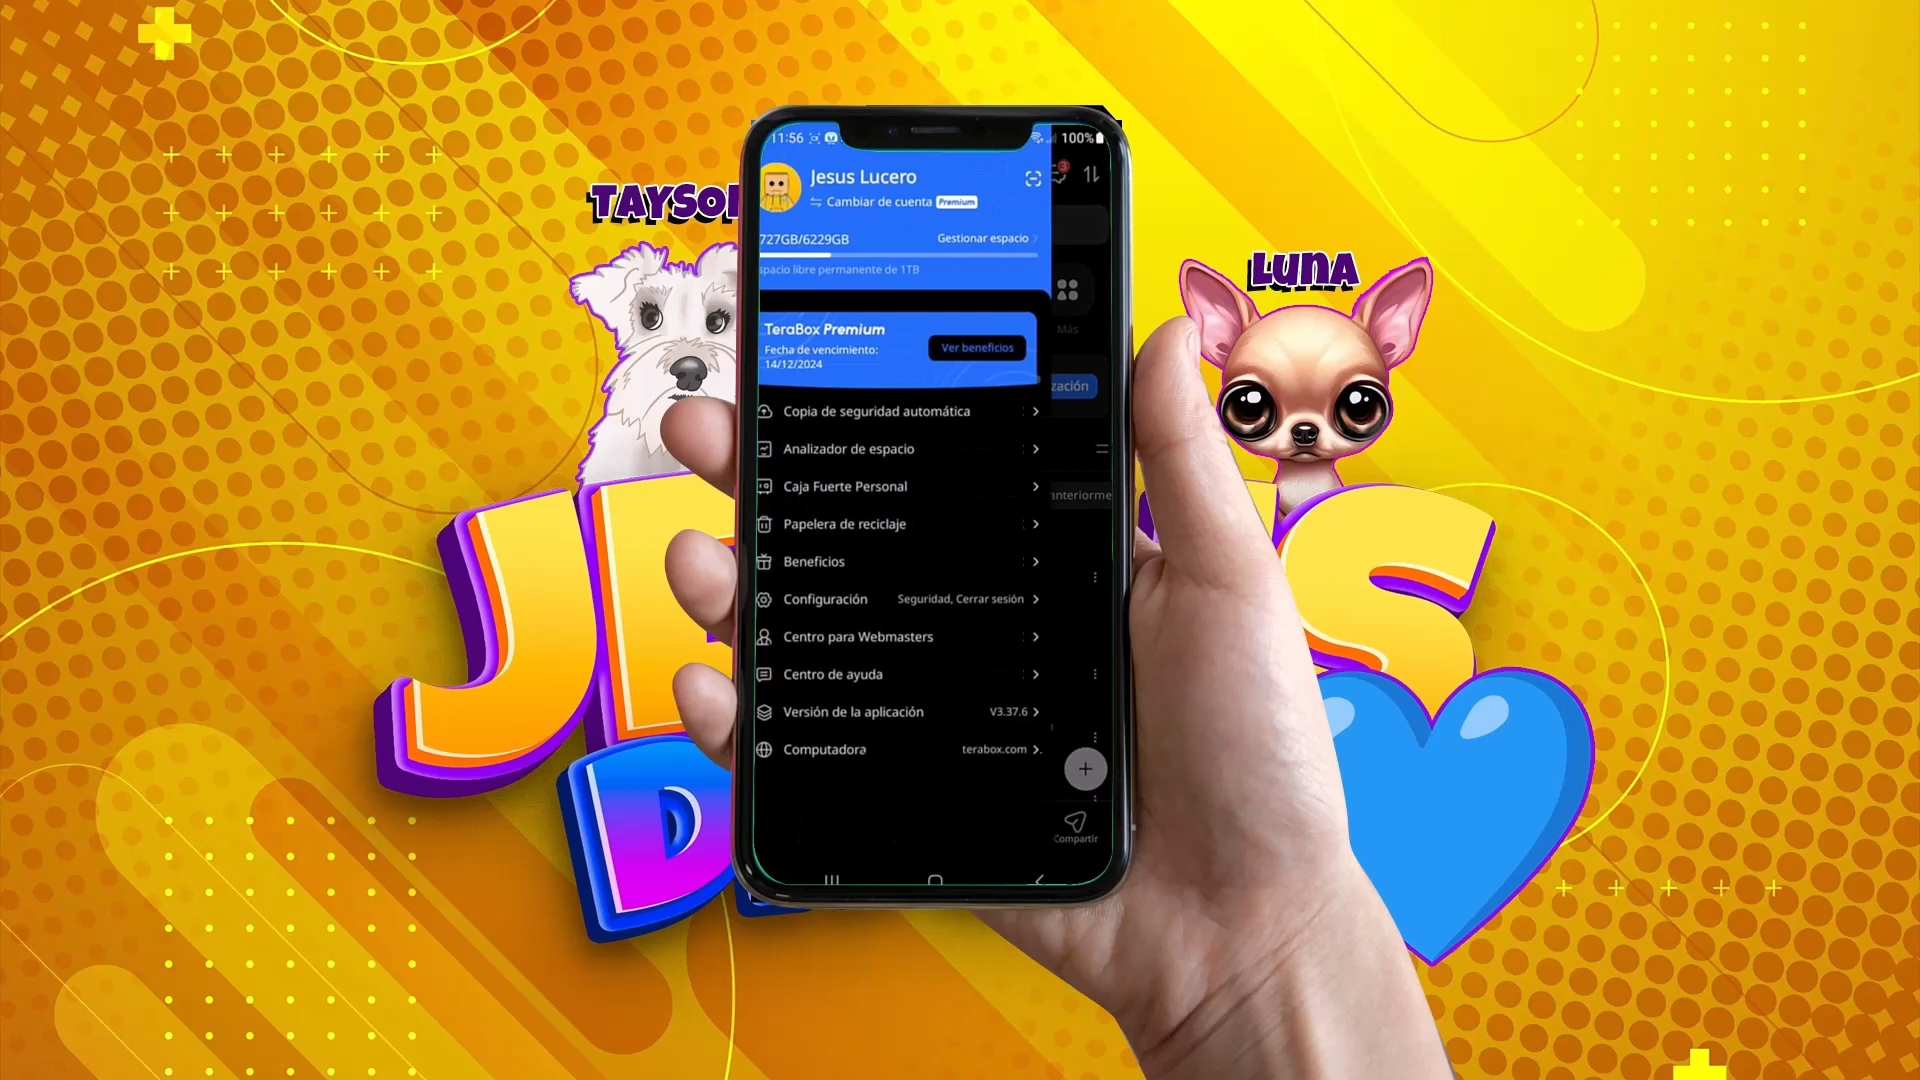 11:56
100%
Jesus Lucero
Cambiar de cuenta Premium
3
727GB/6229GB
Gestionar espacio
spacio libre permanente de 1TB
TAYSO
LUNA
Más
TeraBox Premium
Fecha de vencimiento:
14/12/2024
Ver beneficios
zación
Copia de seguridad automática
Analizador de espacio
Caja Fuerte Personal
anteriorme
Papelera de reciclaje
Beneficios
Configuración
Seguridad, Cerrar sesión
Centro para Webmasters
Centro de ayuda
Versión de la aplicación
V3.37.6
Computadora
terabox.com
Compartir
JE
S
D